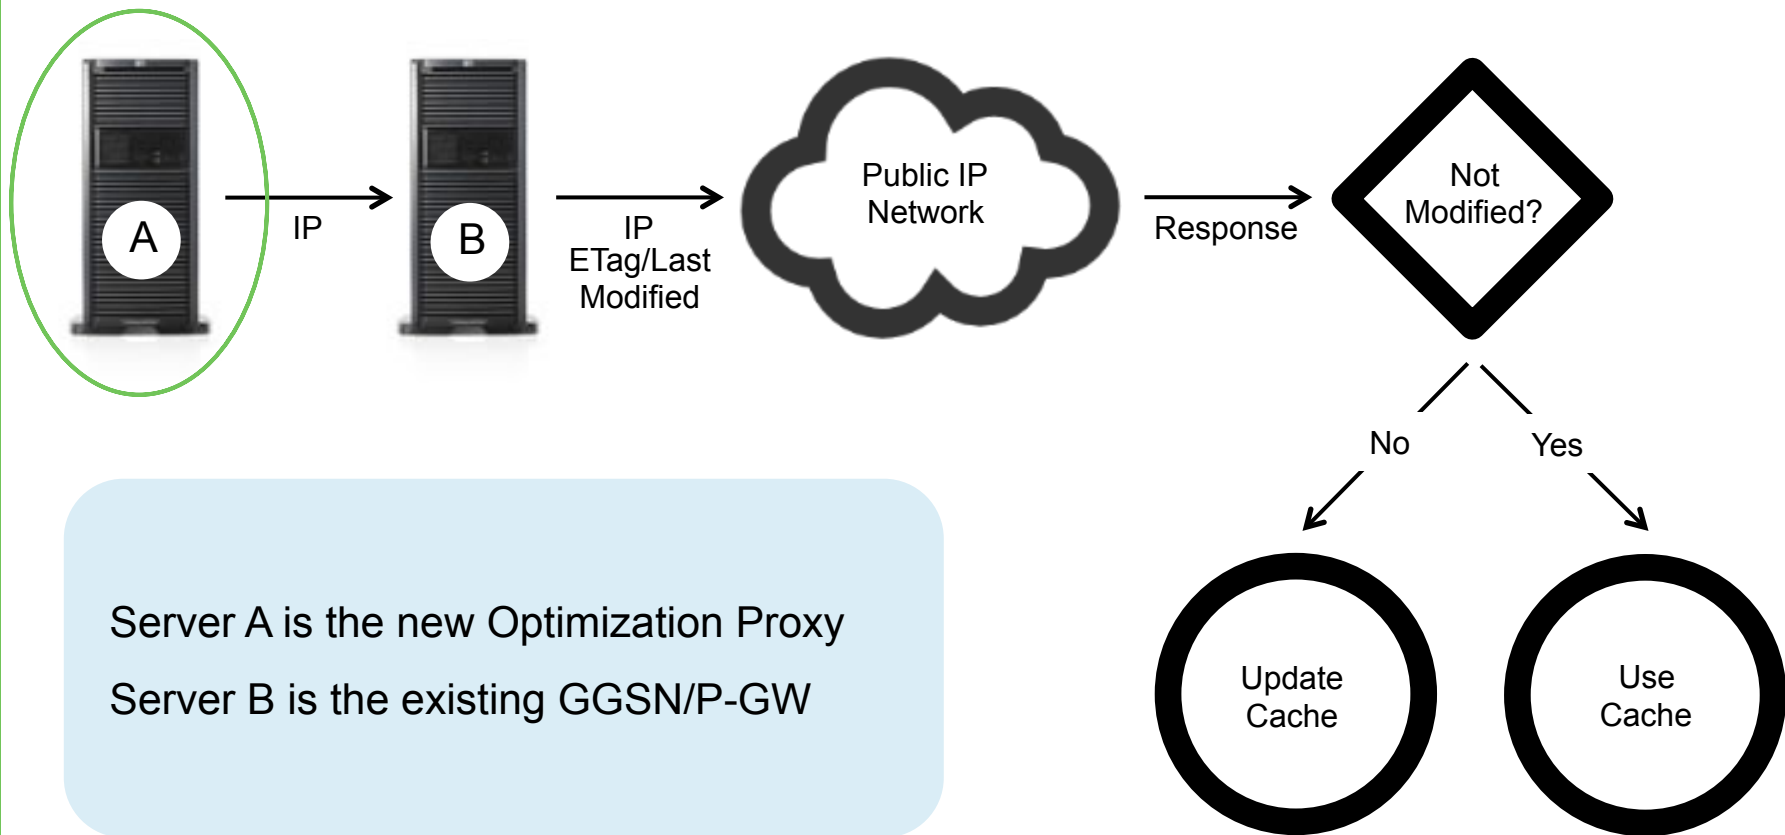 A
IP
B
IP
ETag/Last
Modified
Public IP
Network
Response
Not
Modified?
No
Yes
Update
Cache
Use
Cache
Server A is the new Optimization Proxy
Server B is the existing GGSN/P-GW